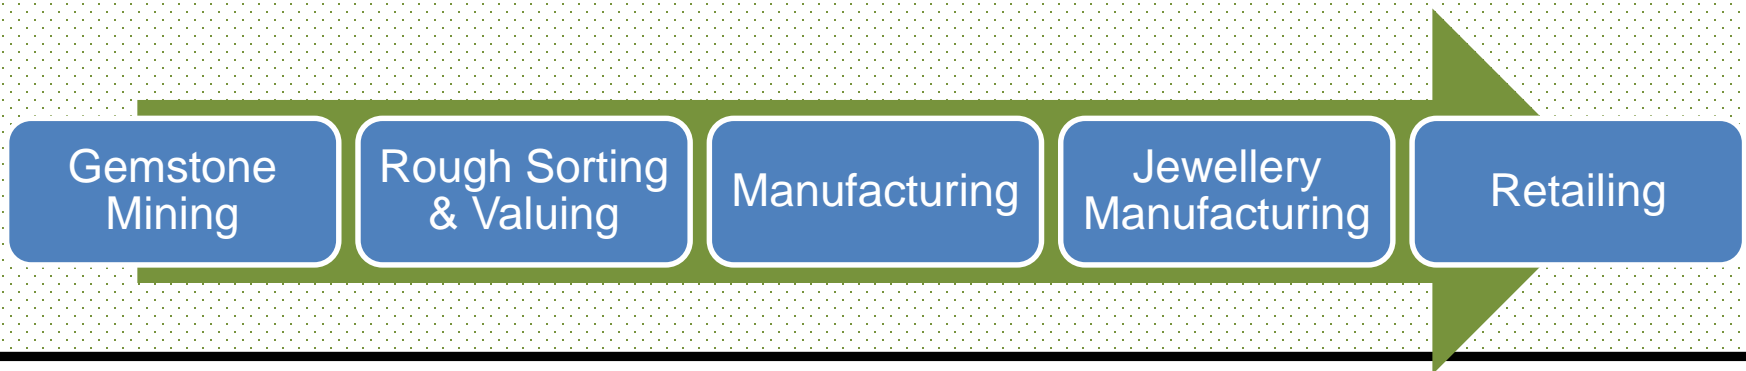 Gemstone
Mining
Rough Sorting
& Valuing
Manufacturing
Jewellery
Manufacturing
Retailing